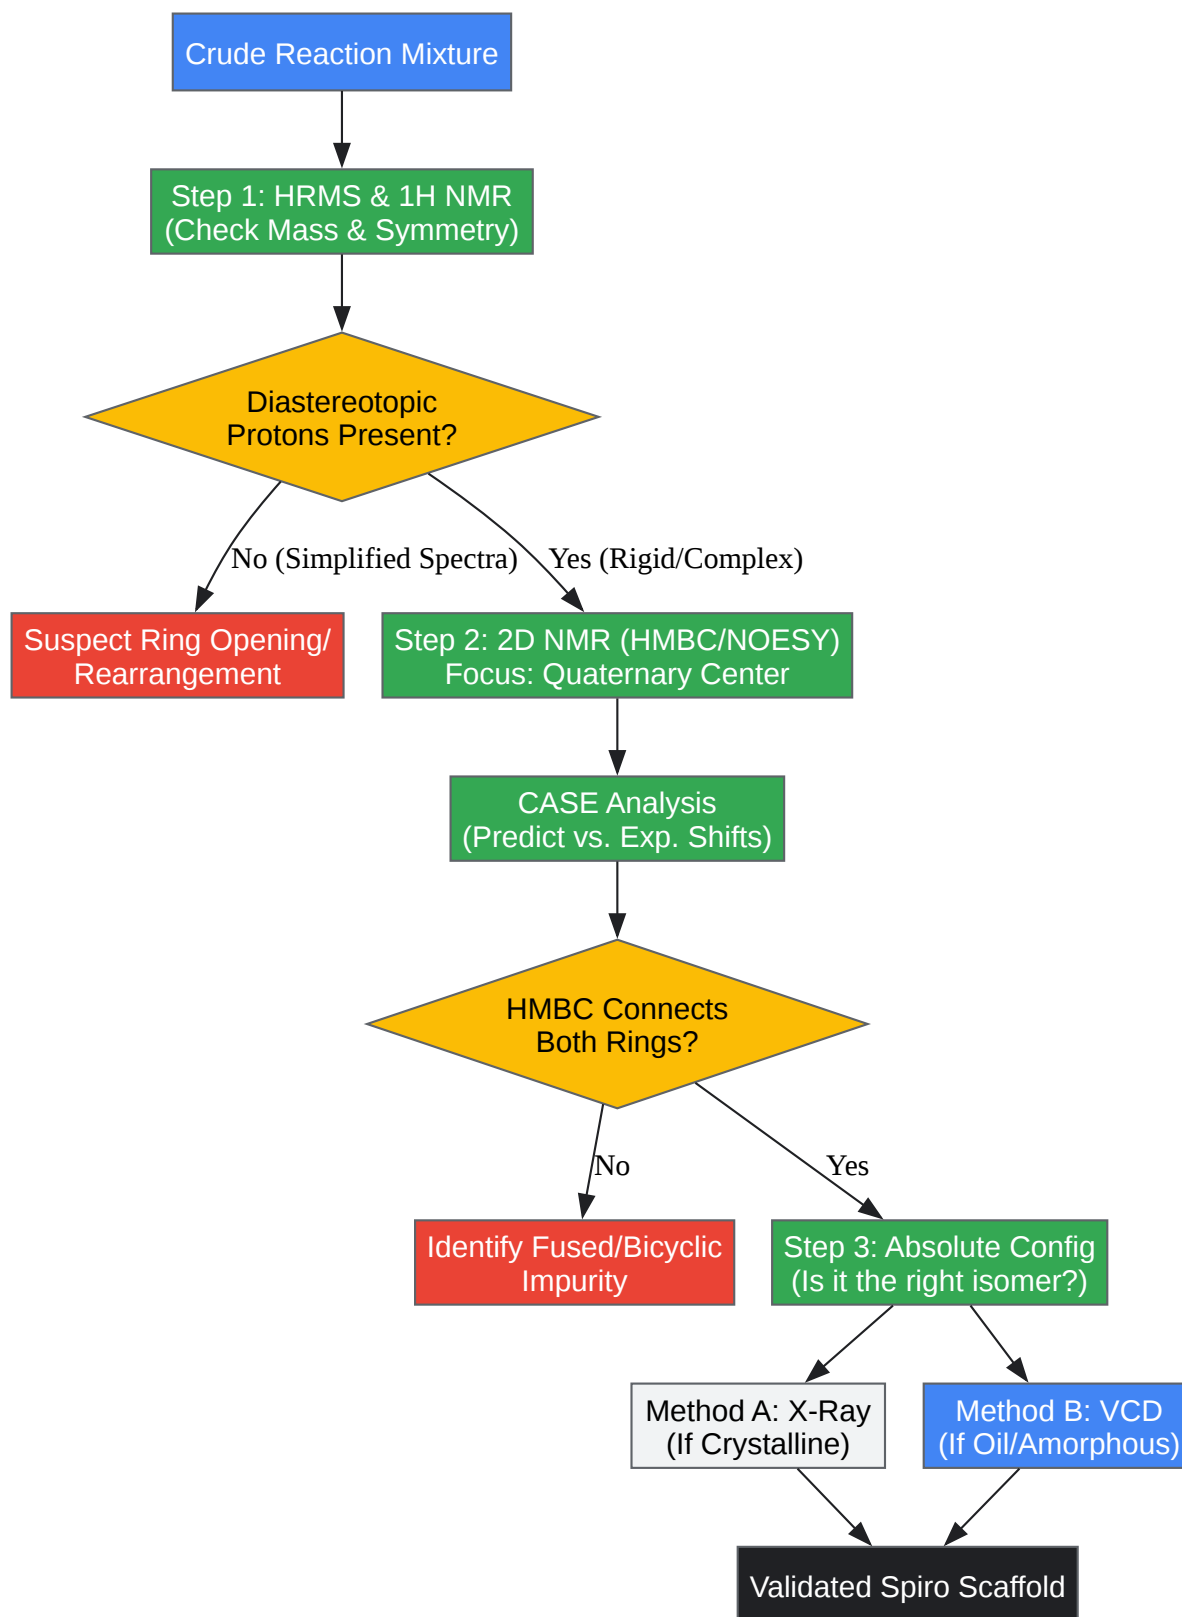 Crude Reaction Mixture
Step 1: HRMS & 1H NMR
(Check Mass & Symmetry)
Diastereotopic
Protons Present?
No (Simplified Spectra)
Yes (Rigid/Complex)
Suspect Ring Opening/
Rearrangement
Step 2: 2D NMR (HMBC/NOESY)
Focus: Quaternary Center
CASE Analysis
(Predict vs. Exp. Shifts)
HMBC Connects
Both Rings?
No
Yes
Identify Fused/Bicyclic
Impurity
Step 3: Absolute Config
(Is it the right isomer?)
Method A: X-Ray
(If Crystalline)
Method B: VCD
(If Oil/Amorphous)
Validated Spiro Scaffold